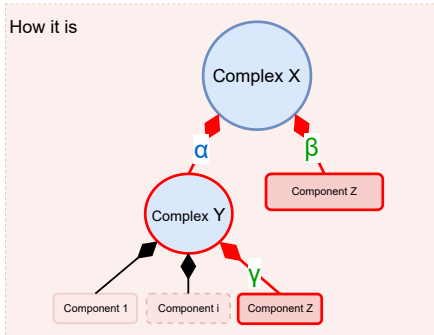 How it is
Complex X
α
β
Component Z
Complex Y
γ
Component 1
Component i
Component Z